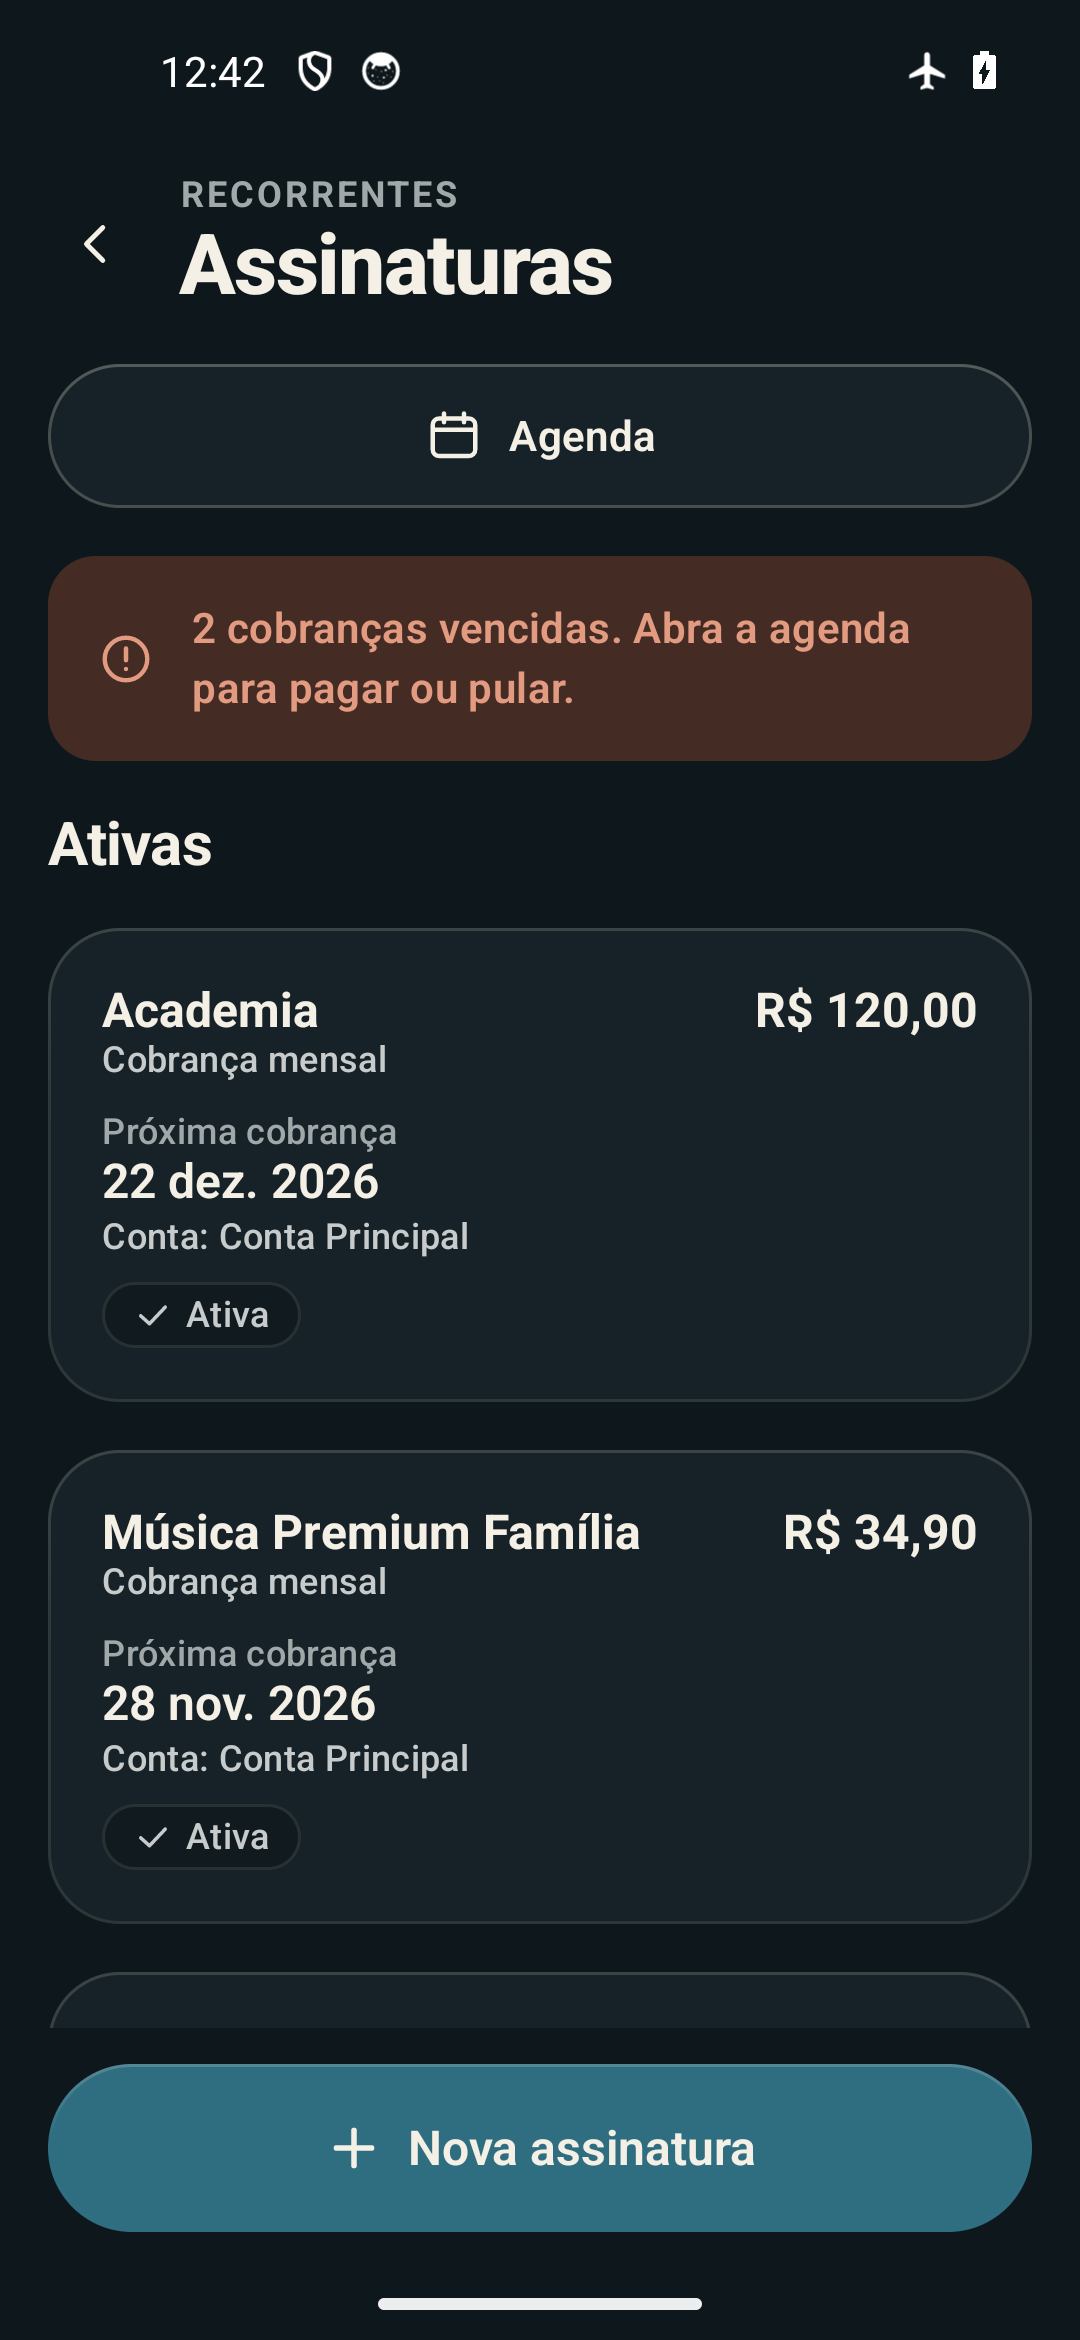 12:42
RECORRENTES
Assinaturas
Agenda
2 cobranças vencidas. Abra a agenda
para pagar ou pular.
Ativas
Academia R$ 120,00
Cobrança mensal
Próxima cobrança
22 dez. 2026
Conta: Conta Principal
Ativa
Música Premium Família R$ 34,90
Cobrança mensal
Próxima cobrança
28 nov. 2026
Conta: Conta Principal
Ativa
Nova assinatura